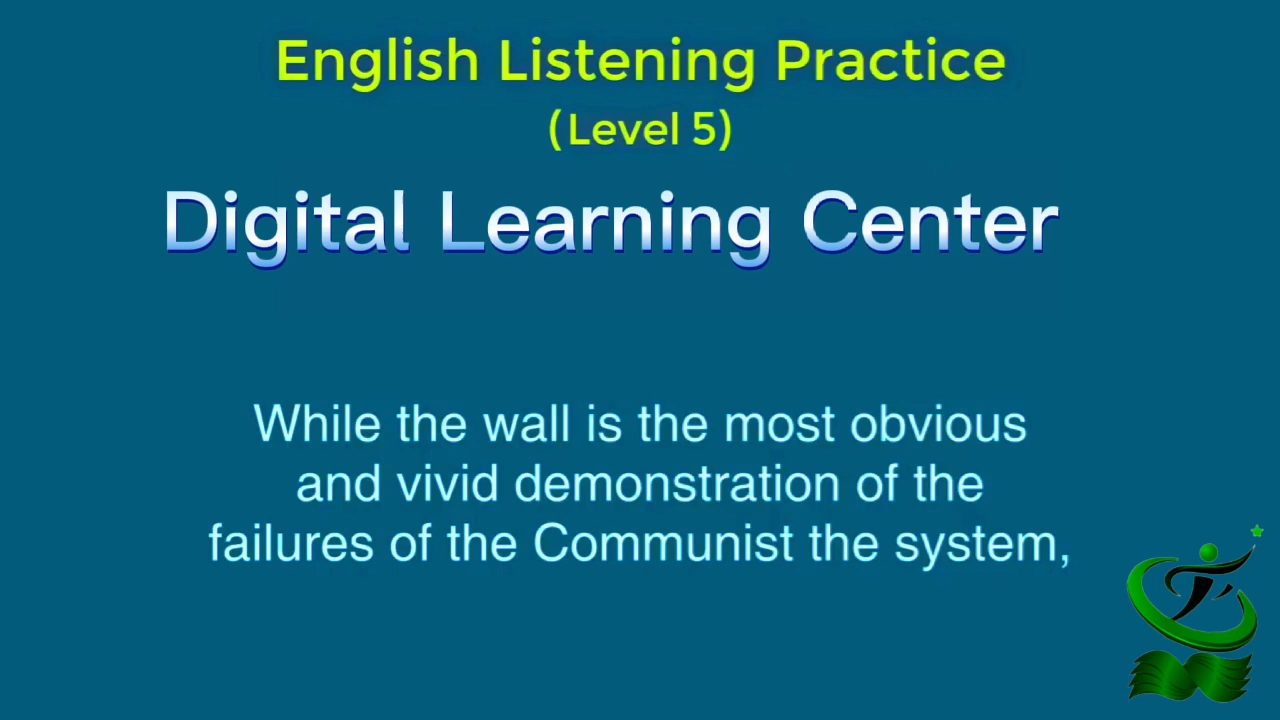 English Listening Practice
(Level 5)
Digital Learning Center
While the wall is the most obvious
and vivid demonstration of the
failures of the Communist the system,